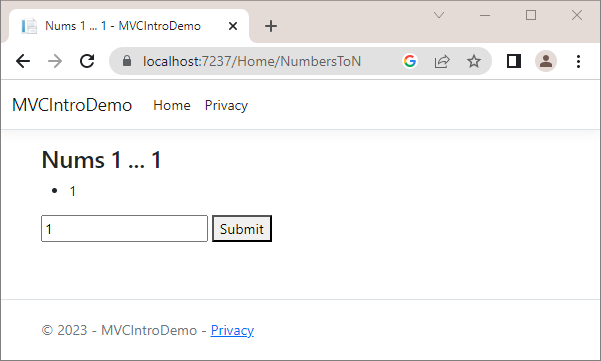 Nums 1 ... 1 - MVCIntroDemo
localhost:7237/Home/NumbersToN
MVCIntroDemo Home Privacy
Nums 1 ... 1
• 1
1 Submit
© 2023 - MVCIntroDemo - Privacy